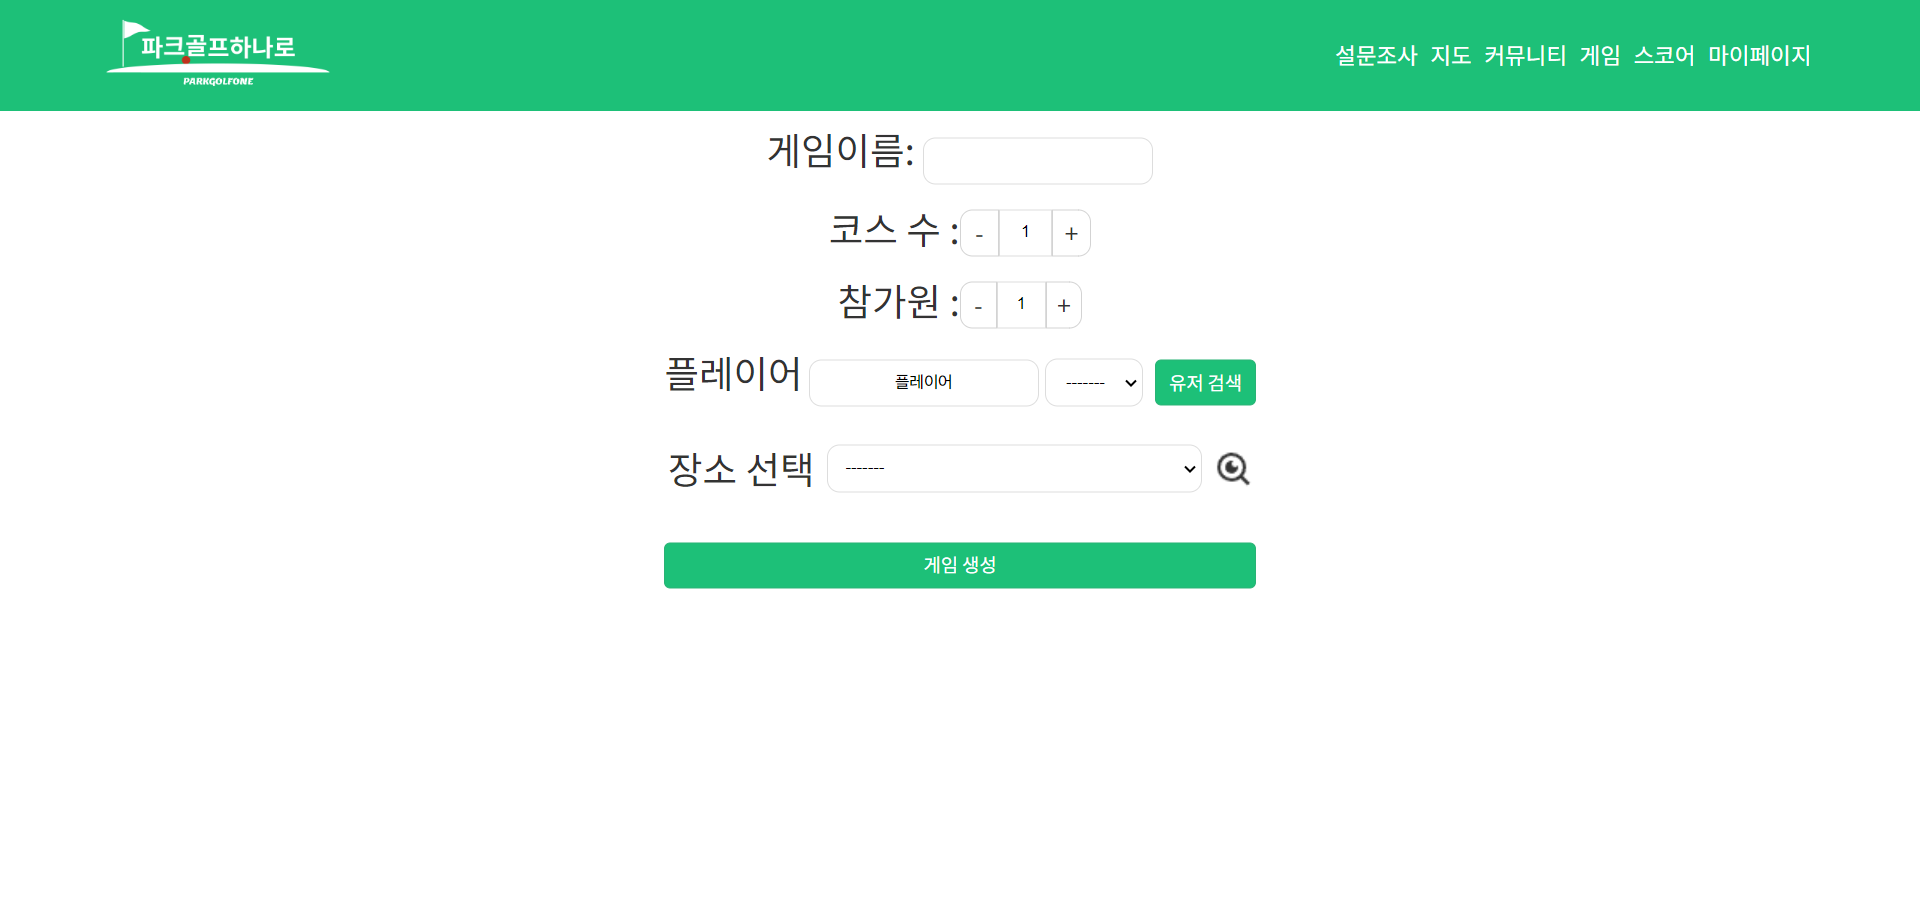 파크골프하나로
PARKGOLFONE
설문조사 지도 커뮤니티 게임 스코어 마이페이지
게임이름:
코스 수 : - 1 +
참가원 : - 1 +
플레이어 플레이어 ------- 유저 검색
장소 선택 -------
게임 생성